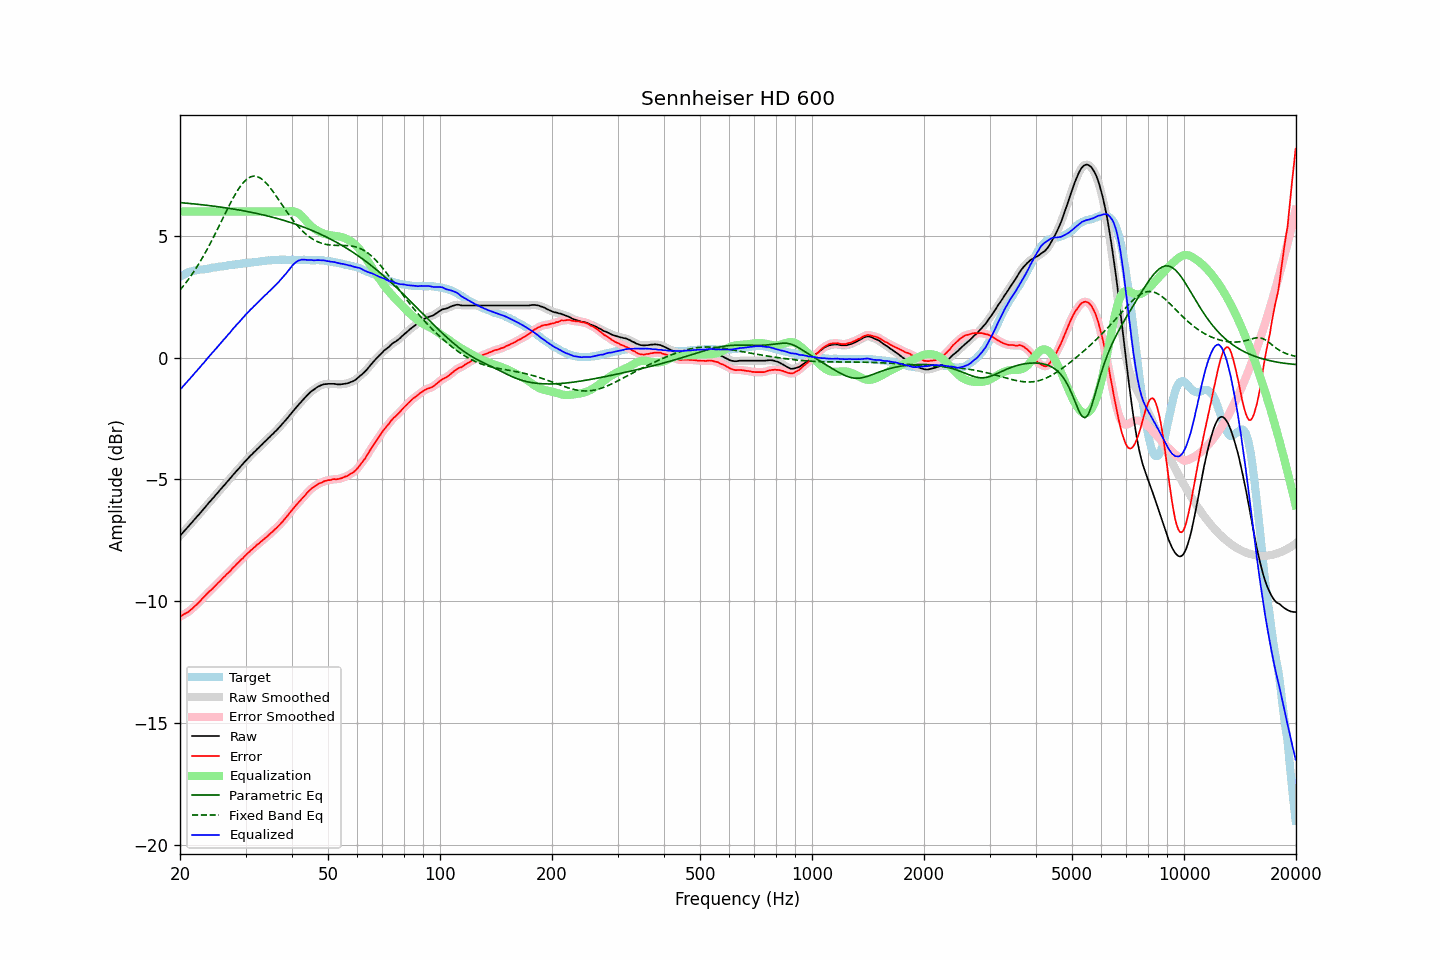 Sennheiser HD 600
Amplitude (dBr)
5
0
−5
−10
−15
−20
Target
Raw Smoothed
Error Smoothed
Raw
Error
Equalization
Parametric Eq
Fixed Band Eq
Equalized
20 50 100 200 500 1000 2000 5000 10000 20000
Frequency (Hz)